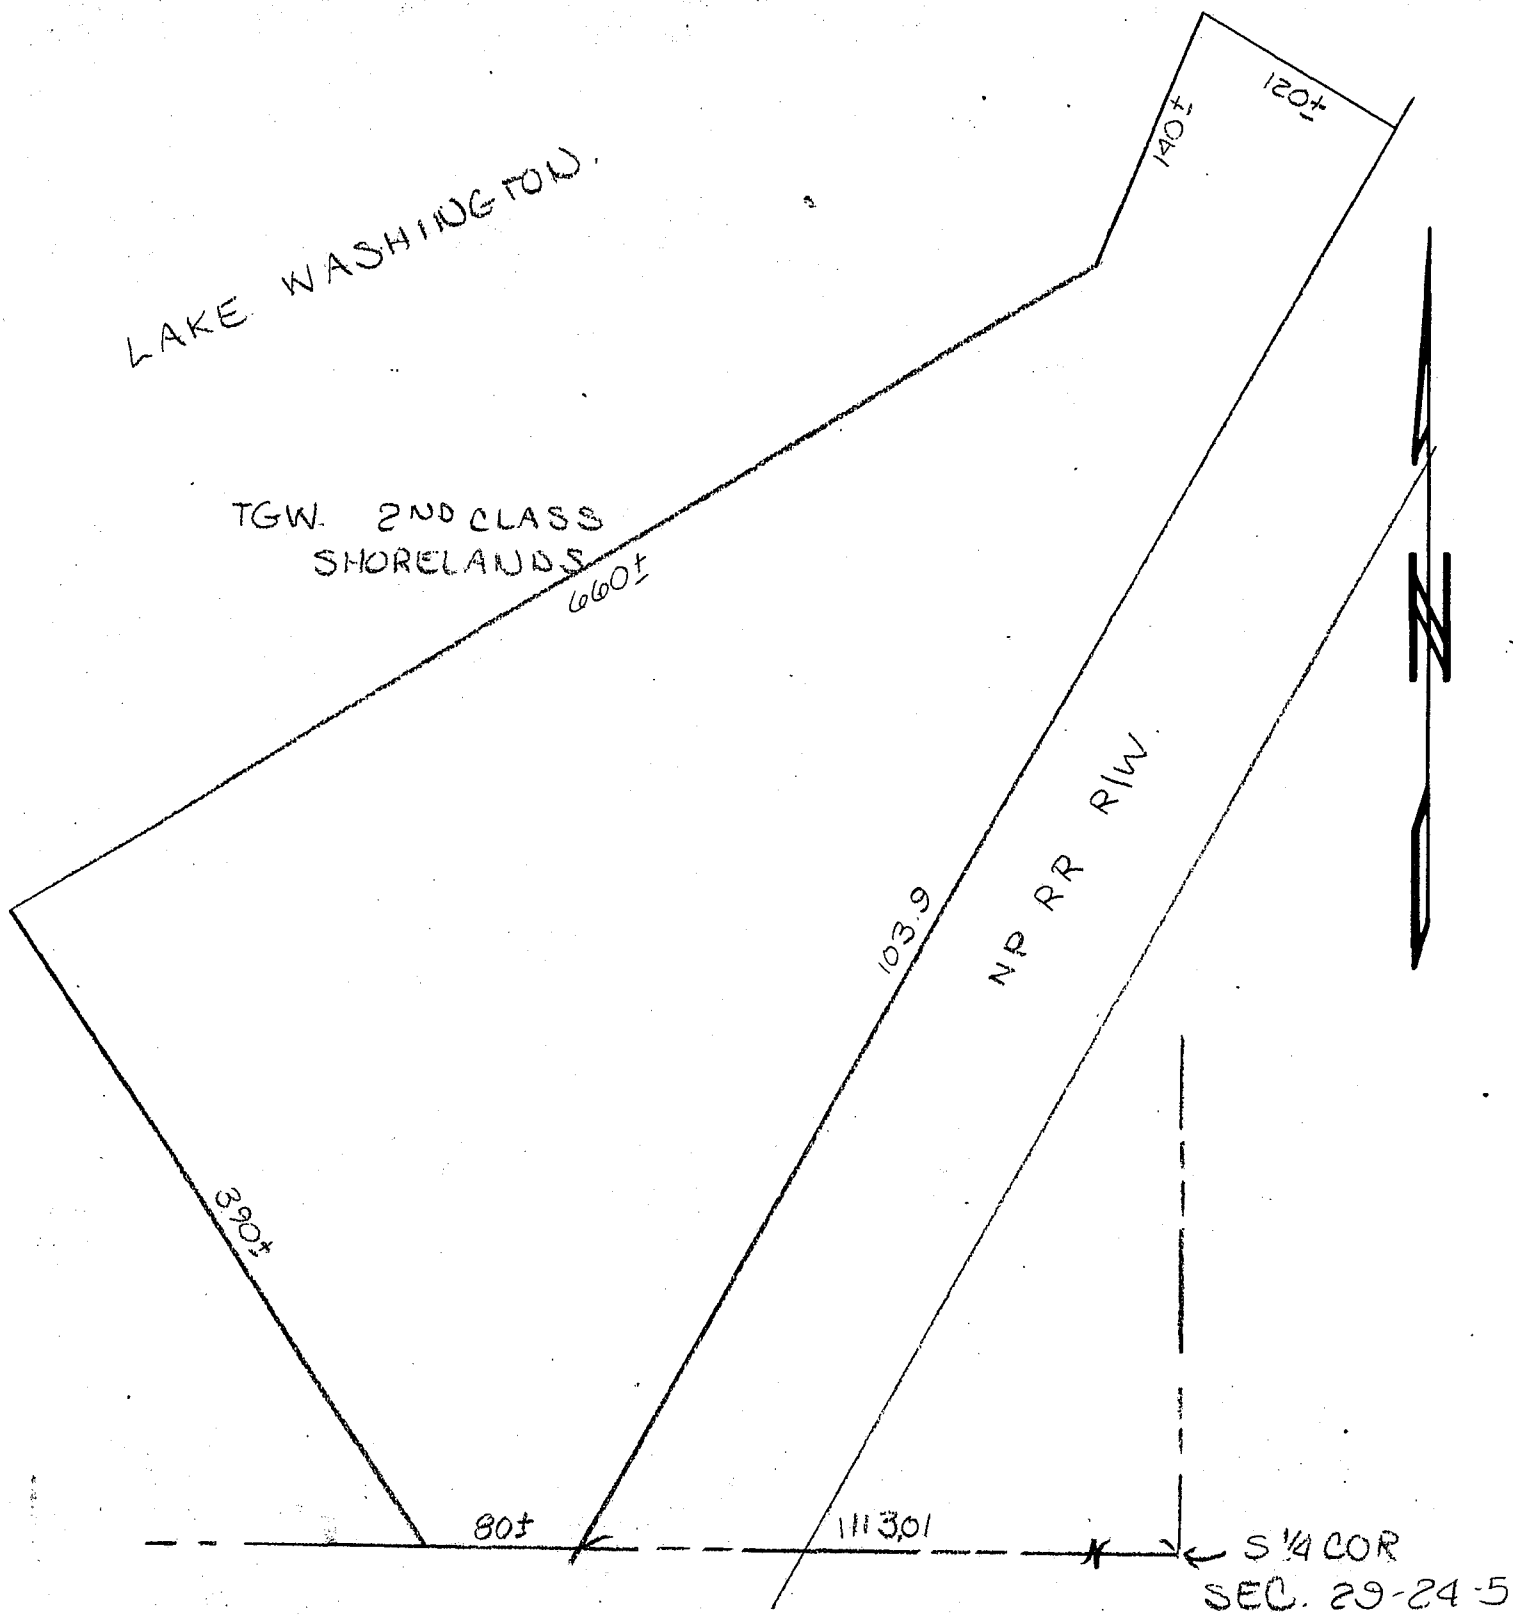 120±
140±
LAKE WASHINGTON.
TGW. 2ND CLASS
SHORELANDS
660±
N
NP RR R/W.
103.9
390±
80±
1113.01
S 1/4 COR
SEC. 29-24-5